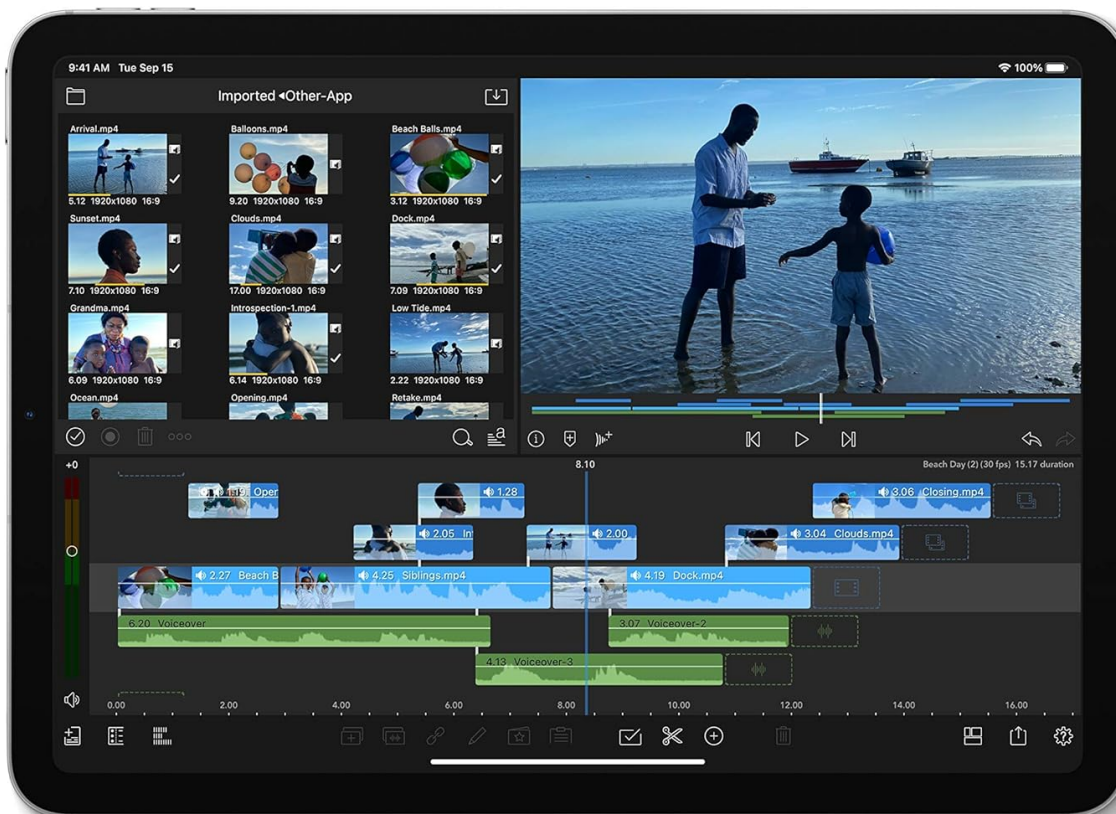 9:41 AM Tue Sep 15
100%
Imported ◂Other-App
Arrival.mp4
Balloons.mp4
Beach Balls.mp4
5.12 1920x1080 16:9
9.20 1920x1080 16:9
3.12 1920x1080 16:9
Sunset.mp4
Clouds.mp4
Dock.mp4
7.10 1920x1080 16:9
17.00 1920x1080 16:9
7.09 1920x1080 16:9
Grandma.mp4
Introspection-1.mp4
Low Tide.mp4
6.09 1920x1080 16:9
6.14 1920x1080 16:9
2.22 1920x1080 16:9
Ocean.mp4
Opening.mp4
Retake.mp4
a
+0
8.10
Beach Day (2) (30 fps) 15.17 duration
4:19 Oper
1.28
3.06 Closing.mp4
2.05 In
2.00
3.04 Clouds.mp4
2.27 Beach B
4.25 Siblings.mp4
4.19 Dock.mp4
6.20 Voiceover
3.07 Voiceover-2
4.13 Voiceover-3
0.00 2.00 4.00 6.00 8.00 10.00 12.00 14.00 16.00